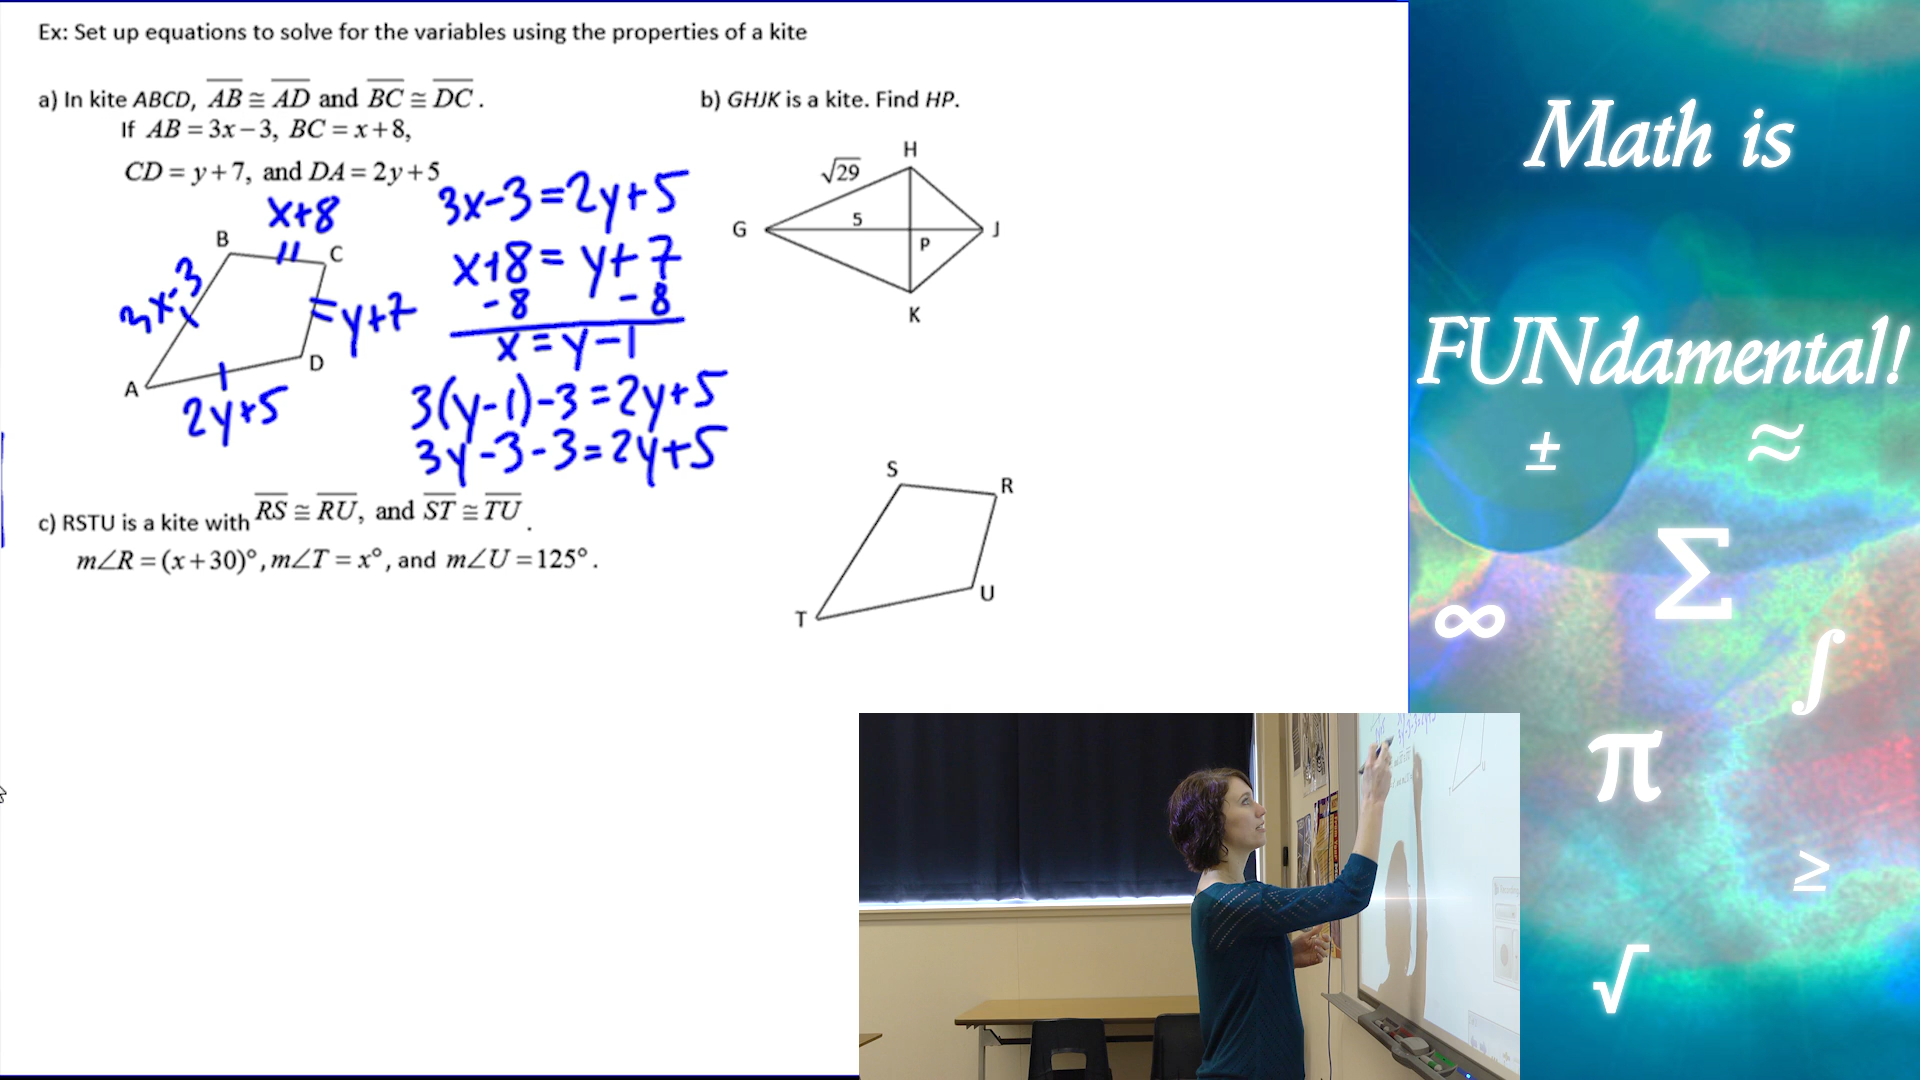 Ex: Set up equations to solve for the variables using the properties of a kite
a) In kite ABCD, AB ≅ AD and BC ≅ DC.
If AB = 3x − 3, BC = x + 8,
CD = y + 7, and DA = 2y + 5
x+8
B
C
3x-3
y+7
D
A
2y+5
3x-3=2y+5
x+8=y+7
-8 -8
x=y-1
3(y-1)-3=2y+5
3y-3-3=2y+5
b) GHJK is a kite. Find HP.
H
√29
5
G
J
P
K
c) RSTU is a kite with RS ≅ RU, and ST ≅ TU.
m∠R = (x + 30)°, m∠T = x°, and m∠U = 125°.
S
R
U
T
Math is
FUNdamental!
± ≈
∑
∞
∫
π
≥
√